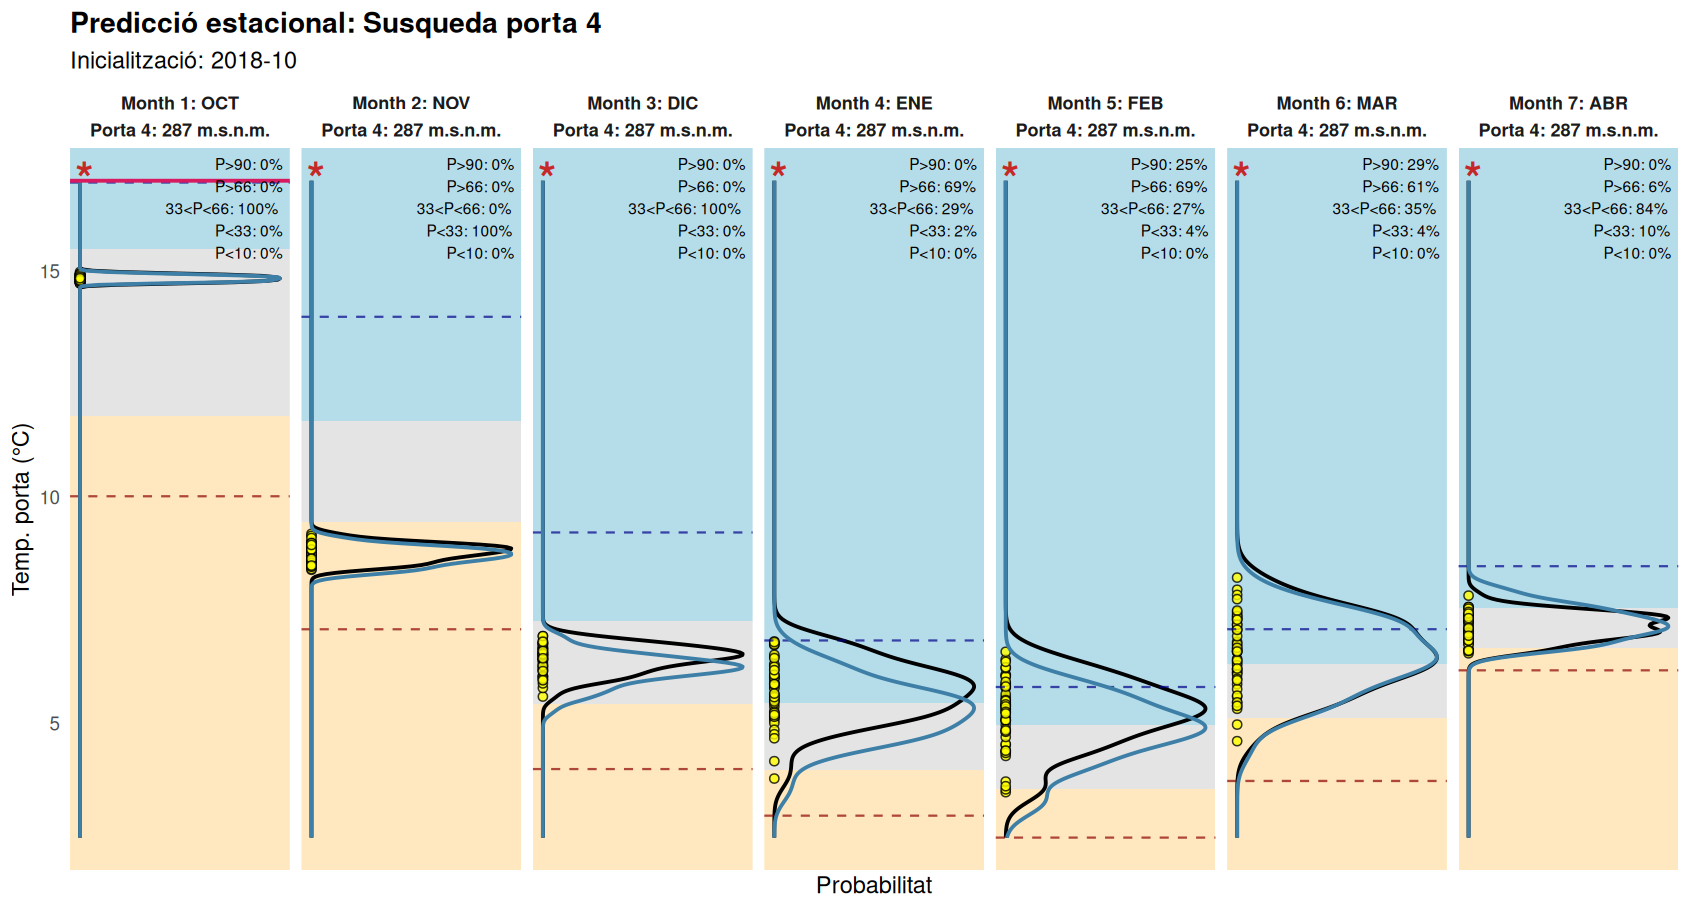 Predicció estacional: Susqueda porta 4
Inicialització: 2018-10
Month 1: OCT
Porta 4: 287 m.s.n.m.
Month 2: NOV
Porta 4: 287 m.s.n.m.
Month 3: DIC
Porta 4: 287 m.s.n.m.
Month 4: ENE
Porta 4: 287 m.s.n.m.
Month 5: FEB
Porta 4: 287 m.s.n.m.
Month 6: MAR
Porta 4: 287 m.s.n.m.
Month 7: ABR
Porta 4: 287 m.s.n.m.
*
P>90: 0%
P>66: 0%
33<P<66: 100%
P<33: 0%
P<10: 0%
*
P>90: 0%
P>66: 0%
33<P<66: 0%
P<33: 100%
P<10: 0%
*
P>90: 0%
P>66: 0%
33<P<66: 100%
P<33: 0%
P<10: 0%
*
P>90: 0%
P>66: 69%
33<P<66: 29%
P<33: 2%
P<10: 0%
*
P>90: 25%
P>66: 69%
33<P<66: 27%
P<33: 4%
P<10: 0%
*
P>90: 29%
P>66: 61%
33<P<66: 35%
P<33: 4%
P<10: 0%
*
P>90: 0%
P>66: 6%
33<P<66: 84%
P<33: 10%
P<10: 0%
15
10
5
Temp. porta (°C)
Probabilitat